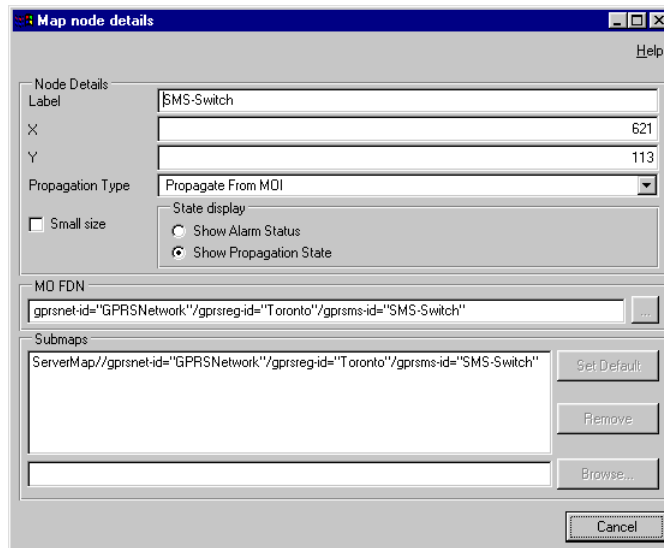 Map node details
Help
Node Details
Label SMS-Switch
X 621
Y 113
Propagation Type Propagate From MOI
Small size
State display
Show Alarm Status
Show Propagation State
MO FDN
gprsnet-id="GPRSNetwork"/gprsreg-id="Toronto"/gprsms-id="SMS-Switch" ...
Submaps
ServerMap//gprsnet-id="GPRSNetwork"/gprsreg-id="Toronto"/gprsms-id="SMS-Switch"
Set Default
Remove
Browse...
Cancel